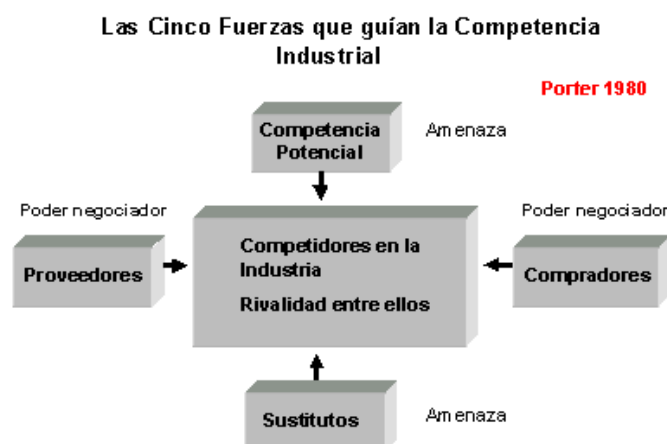 Las Cinco Fuerzas que guían la Competencia
Industrial
Porter 1980
Competencia
Potencial
Amenaza
Poder negociador
Poder negociador
Proveedores
Competidores en la
Industria
Rivalidad entre ellos
Compradores
Sustitutos
Amenaza